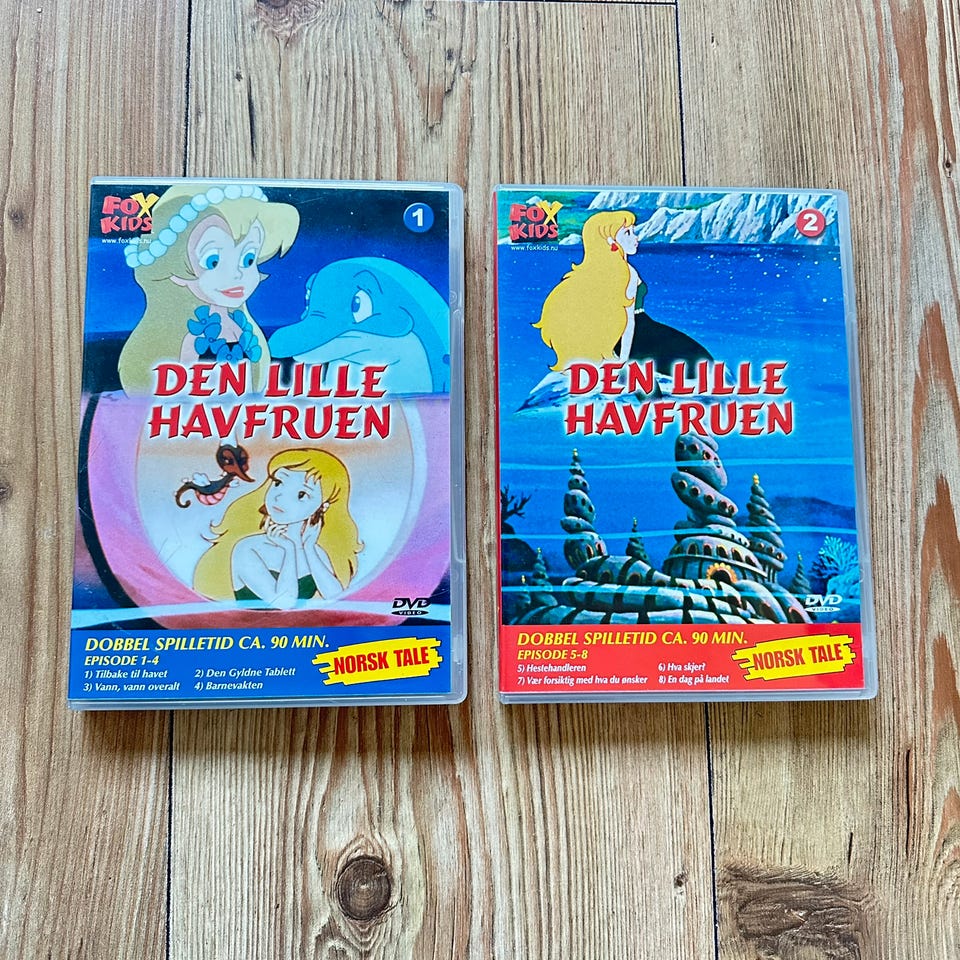 FOX
KIDS
www.foxkids.nu
1
DEN LILLE
HAVFRUEN
DVD
VIDEO
DOBBEL SPILLETID CA. 90 MIN.
EPISODE 1-4
NORSK TALE
1) Tilbake til havet 2) Den Gyldne Tablett
3) Vann, vann overalt 4) Barnevakten
FOX
KIDS
www.foxkids.nu
2
DEN LILLE
HAVFRUEN
DVD
VIDEO
DOBBEL SPILLETID CA. 90 MIN.
EPISODE 5-8
NORSK TALE
5) Hestehandleren 6) Hva skjer?
7) Vær forsiktig med hva du ønsker 8) En dag på landet